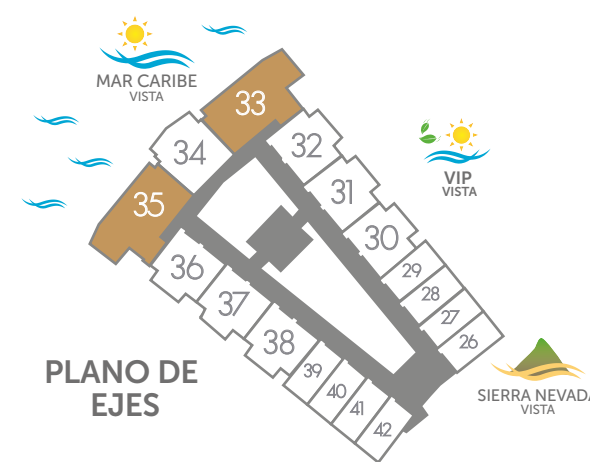 MAR CARIBE
VISTA
33
34
32
35
31
VIP
VISTA
30
36
29
28
37
27
26
38
39
40
41
42
PLANO DE
EJES
SIERRA NEVADA
VISTA